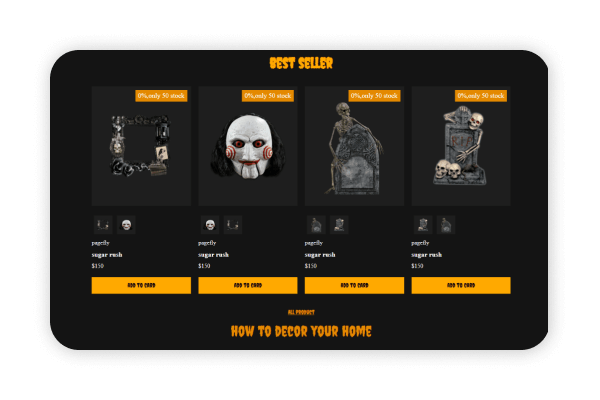 BEST SELLER
0%,only 50 stock
0%,only 50 stock
0%,only 50 stock
0%,only 50 stock
pagefly
sugar rush
$150
ADD TO CARD
pagefly
sugar rush
$150
ADD TO CARD
pagefly
sugar rush
$150
ADD TO CARD
pagefly
sugar rush
$150
ADD TO CARD
ALL PRODUCT
HOW TO DECOR YOUR HOME